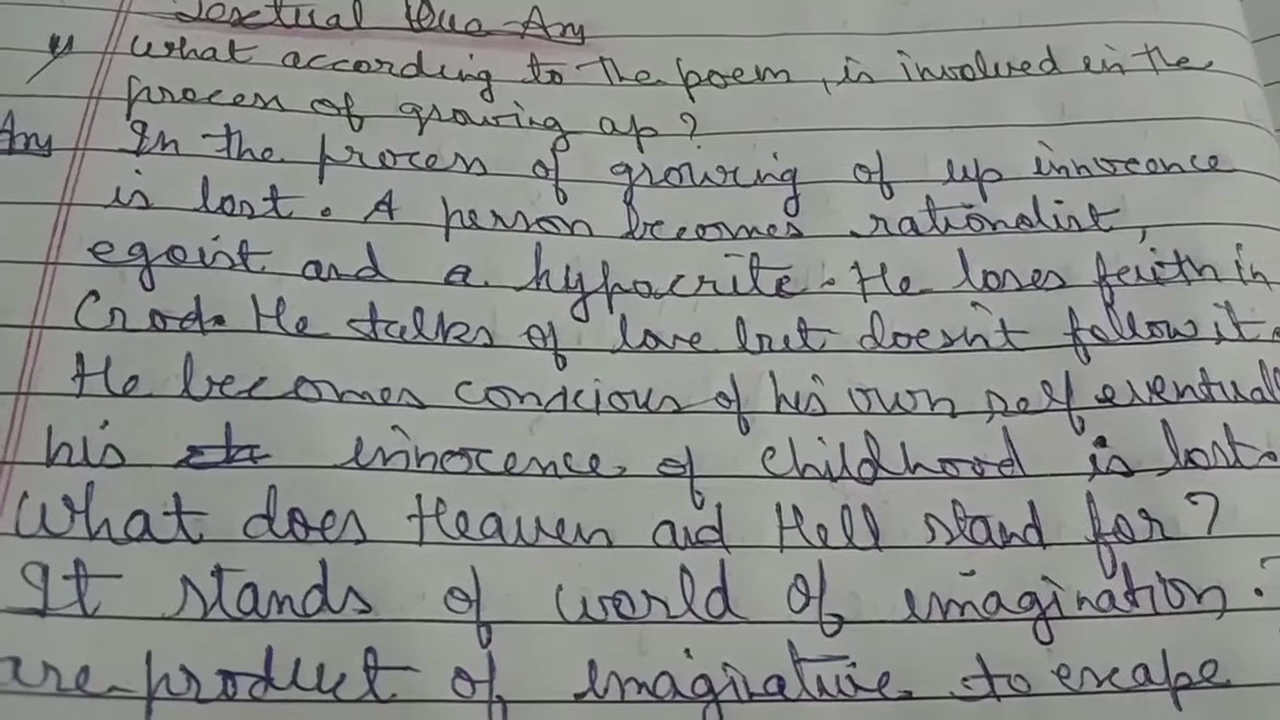 Textual Que-Ans
1) What according to the poem, is involved in the
process of growing up?
Ans In the process of growing of up innoceance
is lost. A person becomes rationalist,
egoist and a hypocrite. He loses faith in
God. He talks of love but doesn't follow it.
He becomes concious of his own self eventuall
his innocence of childhood is lost.
What does Heaven and Hell stand for?
It stands of world of imagination.
are product of imaginative to escape